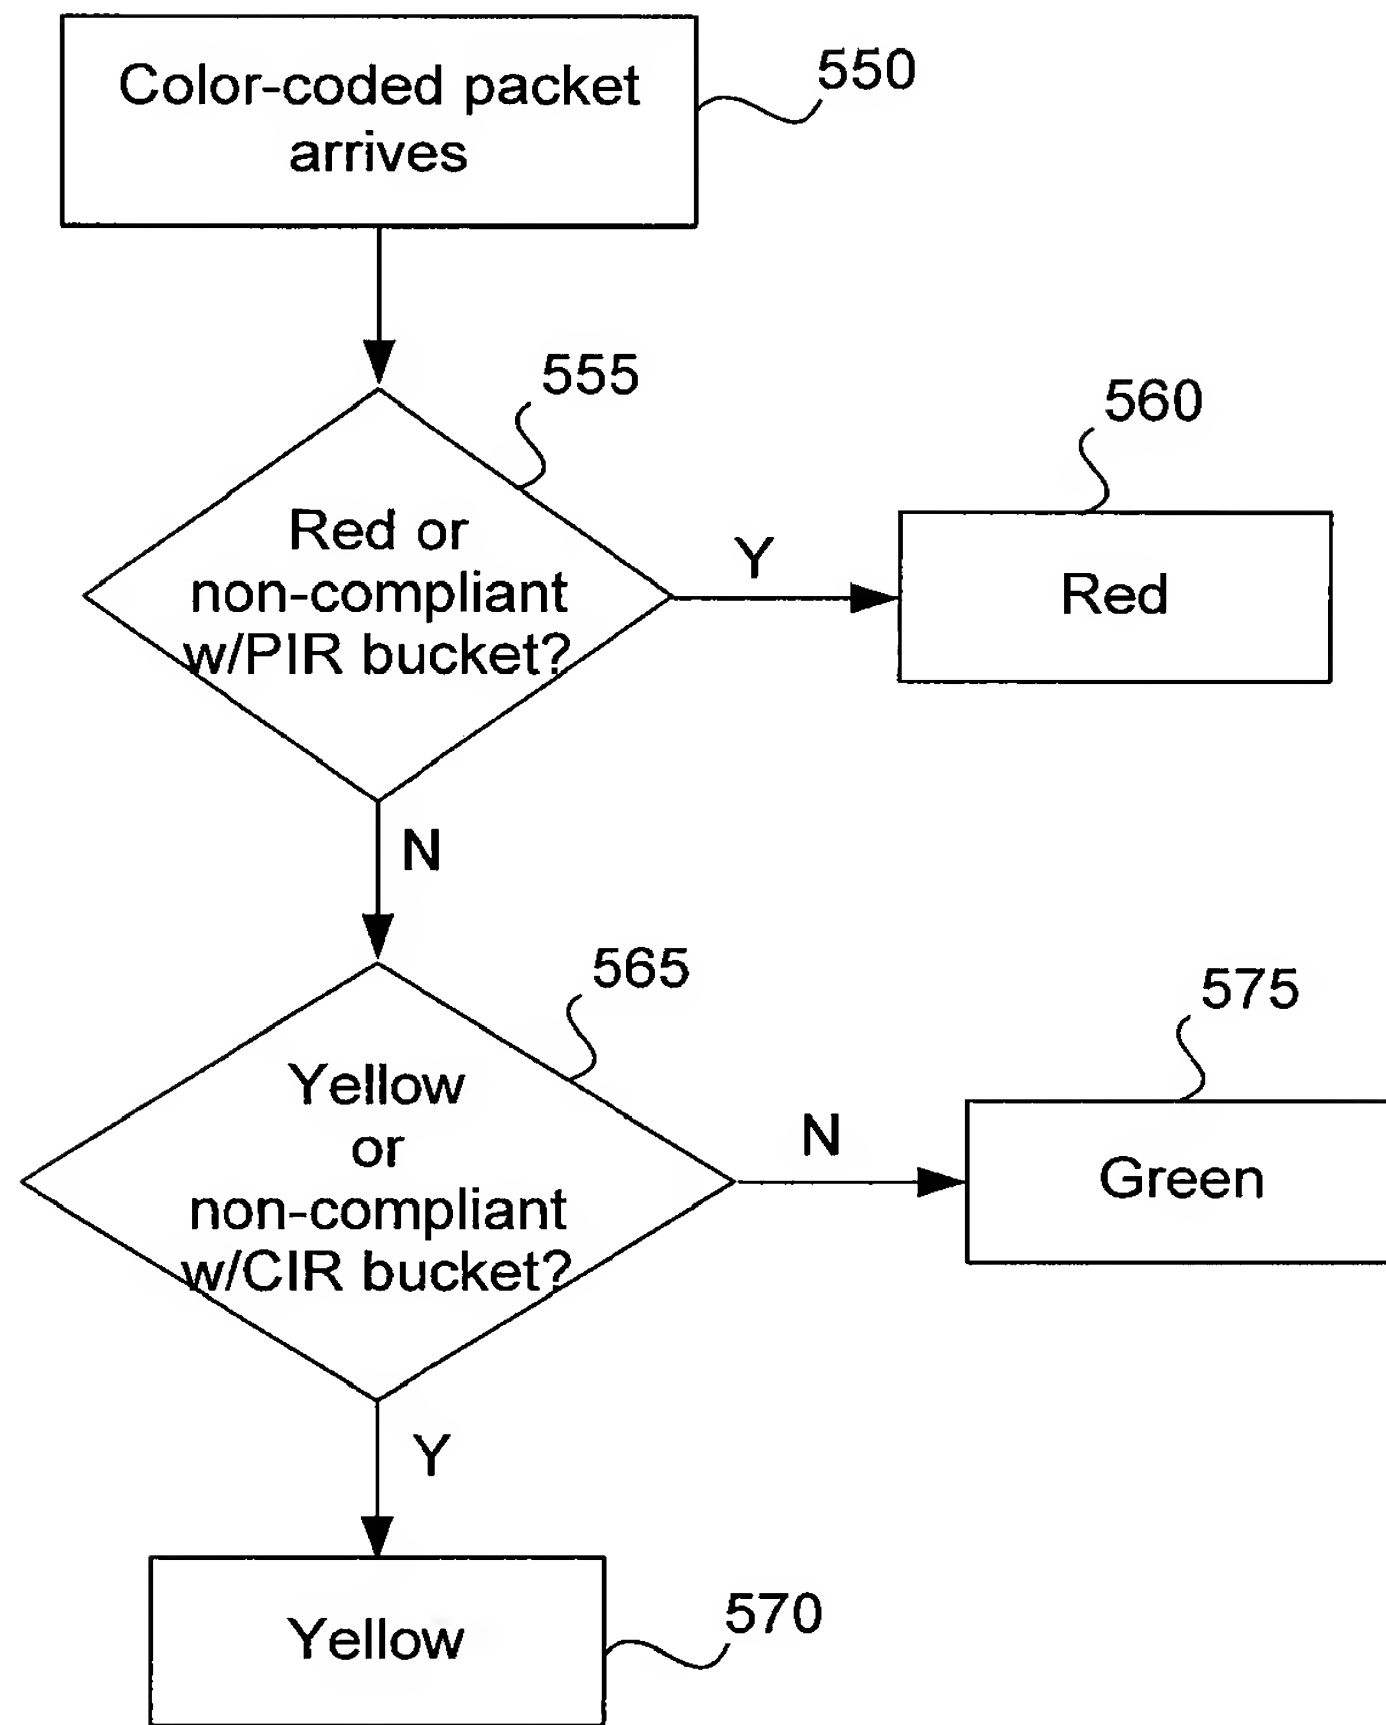 Color-coded packet
arrives
550
555
Red or
non-compliant
w/PIR bucket?
Y
560
Red
N
565
Yellow
or
non-compliant
w/CIR bucket?
N
575
Green
Y
Yellow
570